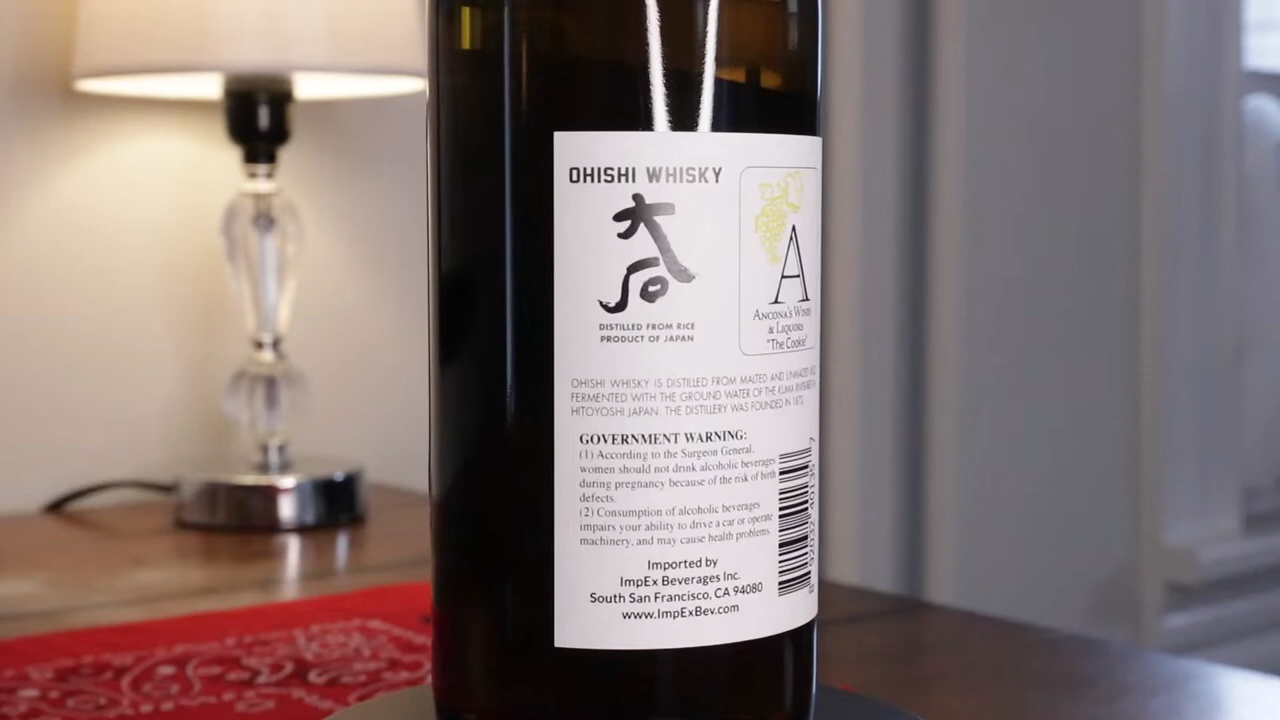 OHISHI WHISKY
大石
DISTILLED FROM RICE
PRODUCT OF JAPAN
A
ANCONA'S WINES
& LIQUORS
"The Cookie"
OHISHI WHISKY IS DISTILLED FROM MALTED AND UNMALTED
FERMENTED WITH THE GROUND WATER OF THE KUMA
HITOYOSHI JAPAN. THE DISTILLERY WAS FOUNDED IN 1872.
GOVERNMENT WARNING:
(1) According to the Surgeon General,
women should not drink alcoholic beverages
during pregnancy because of the risk of birth
defects.
(2) Consumption of alcoholic beverages
impairs your ability to drive a car or operate
machinery, and may cause health problems.
Imported by
ImpEx Beverages Inc.
South San Francisco, CA 94080
www.ImpExBev.com